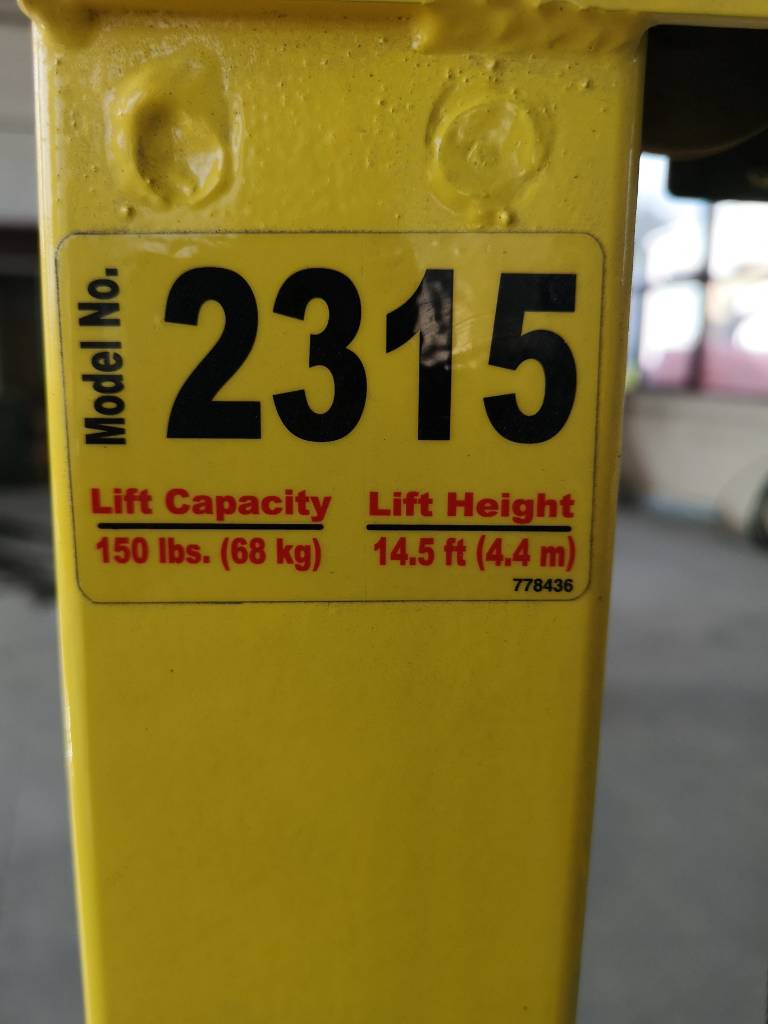 Model No.
2315
Lift Capacity
150 lbs. (68 kg)
Lift Height
14.5 ft (4.4 m)
778436